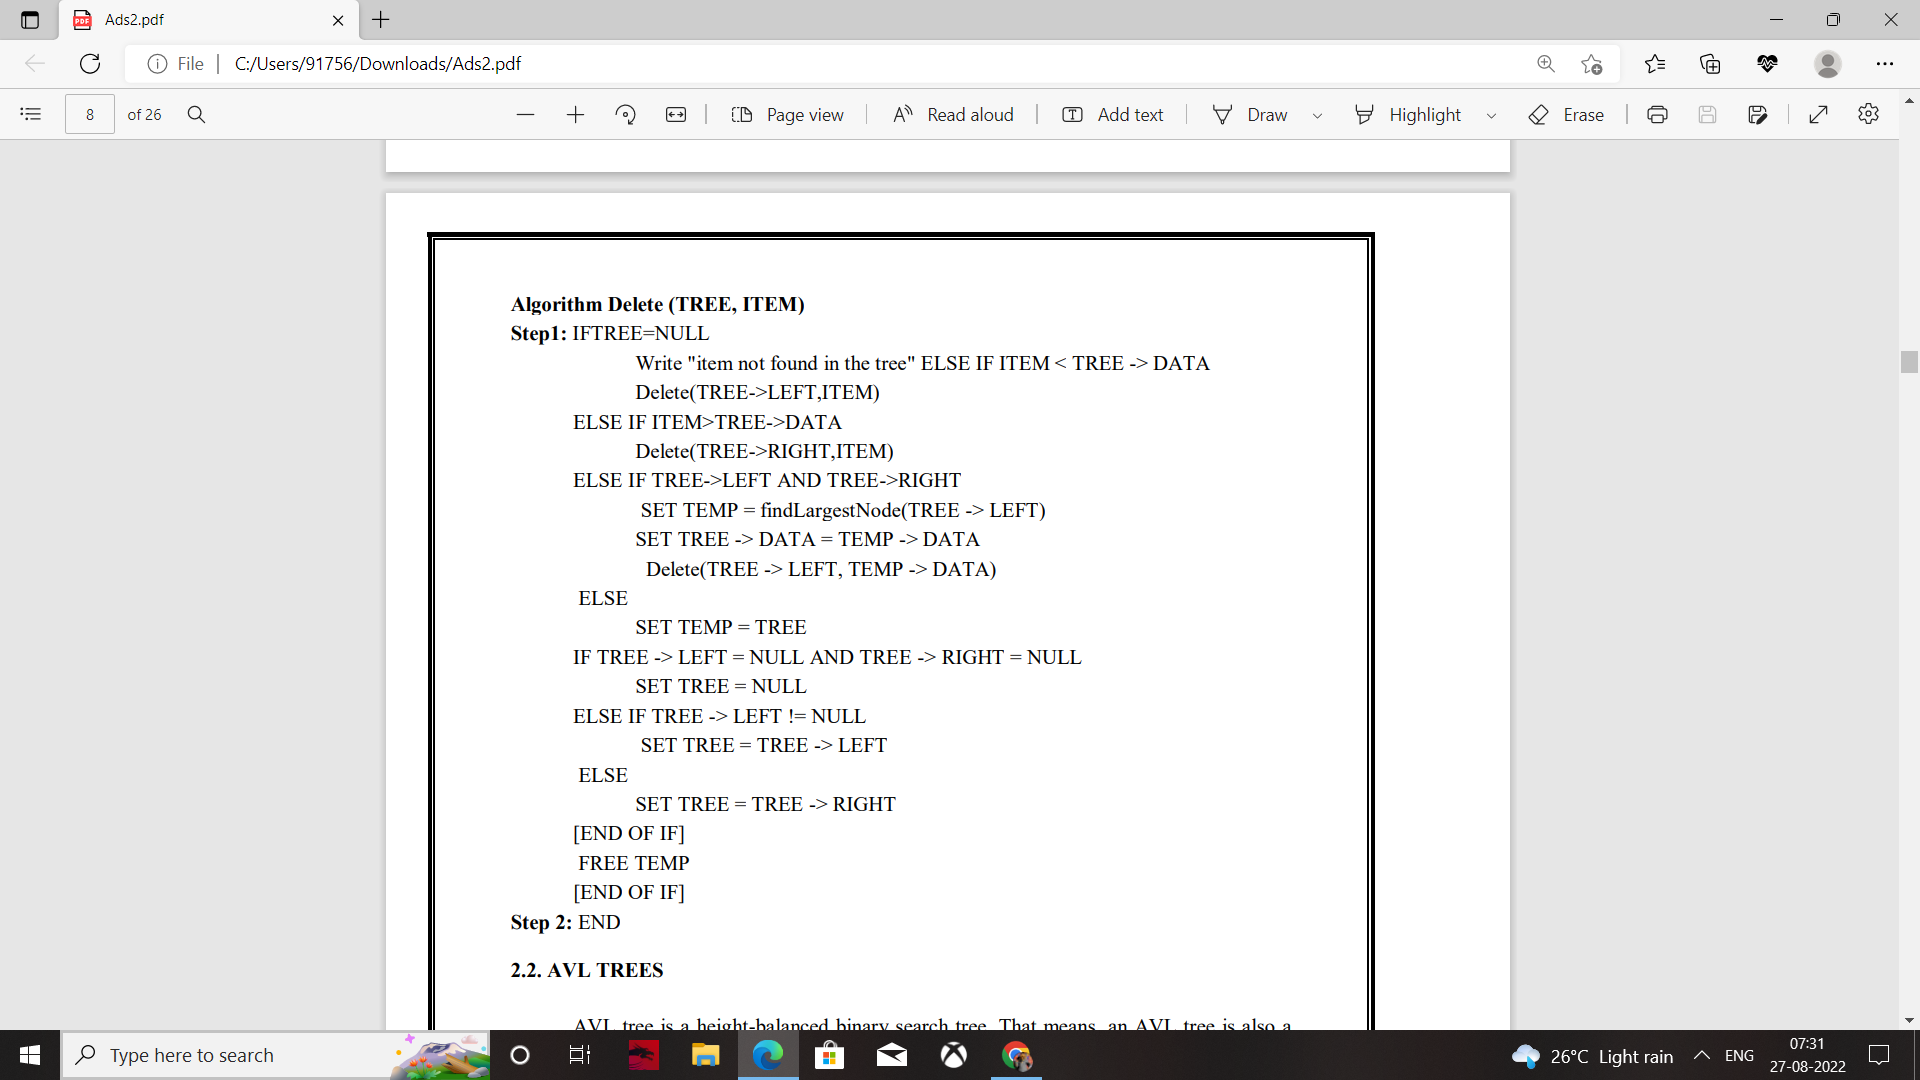 Ads2.pdf
File
C:/Users/91756/Downloads/Ads2.pdf
8 of 26
Page view
Read aloud
Add text
Draw
Highlight
Erase
Algorithm Delete (TREE, ITEM)
Step1: IFTREE=NULL
Write "item not found in the tree" ELSE IF ITEM < TREE -> DATA
Delete(TREE->LEFT,ITEM)
ELSE IF ITEM>TREE->DATA
Delete(TREE->RIGHT,ITEM)
ELSE IF TREE->LEFT AND TREE->RIGHT
SET TEMP = findLargestNode(TREE -> LEFT)
SET TREE -> DATA = TEMP -> DATA
Delete(TREE -> LEFT, TEMP -> DATA)
ELSE
SET TEMP = TREE
IF TREE -> LEFT = NULL AND TREE -> RIGHT = NULL
SET TREE = NULL
ELSE IF TREE -> LEFT != NULL
SET TREE = TREE -> LEFT
ELSE
SET TREE = TREE -> RIGHT
[END OF IF]
FREE TEMP
[END OF IF]
Step 2: END
2.2. AVL TREES
AVL tree is a height-balanced binary search tree. That means, an AVL tree is also a
Type here to search
26°C Light rain
ENG
07:31
27-08-2022